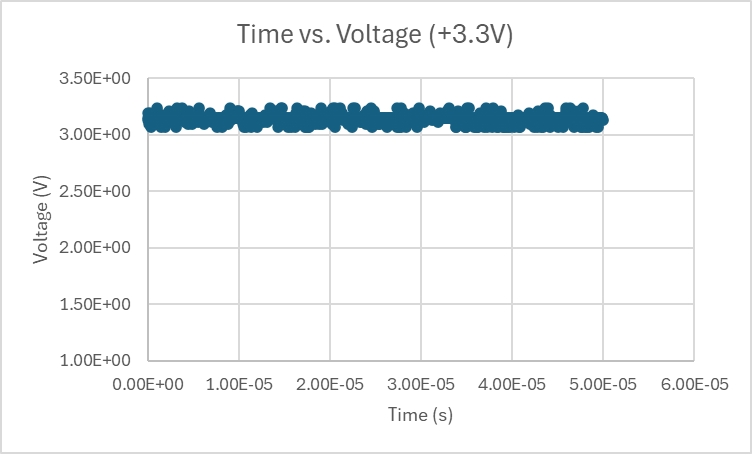 Time vs. Voltage (+3.3V)
3.50E+00
3.00E+00
2.50E+00
2.00E+00
1.50E+00
1.00E+00
Voltage (V)
0.00E+00 1.00E-05 2.00E-05 3.00E-05 4.00E-05 5.00E-05 6.00E-05
Time (s)